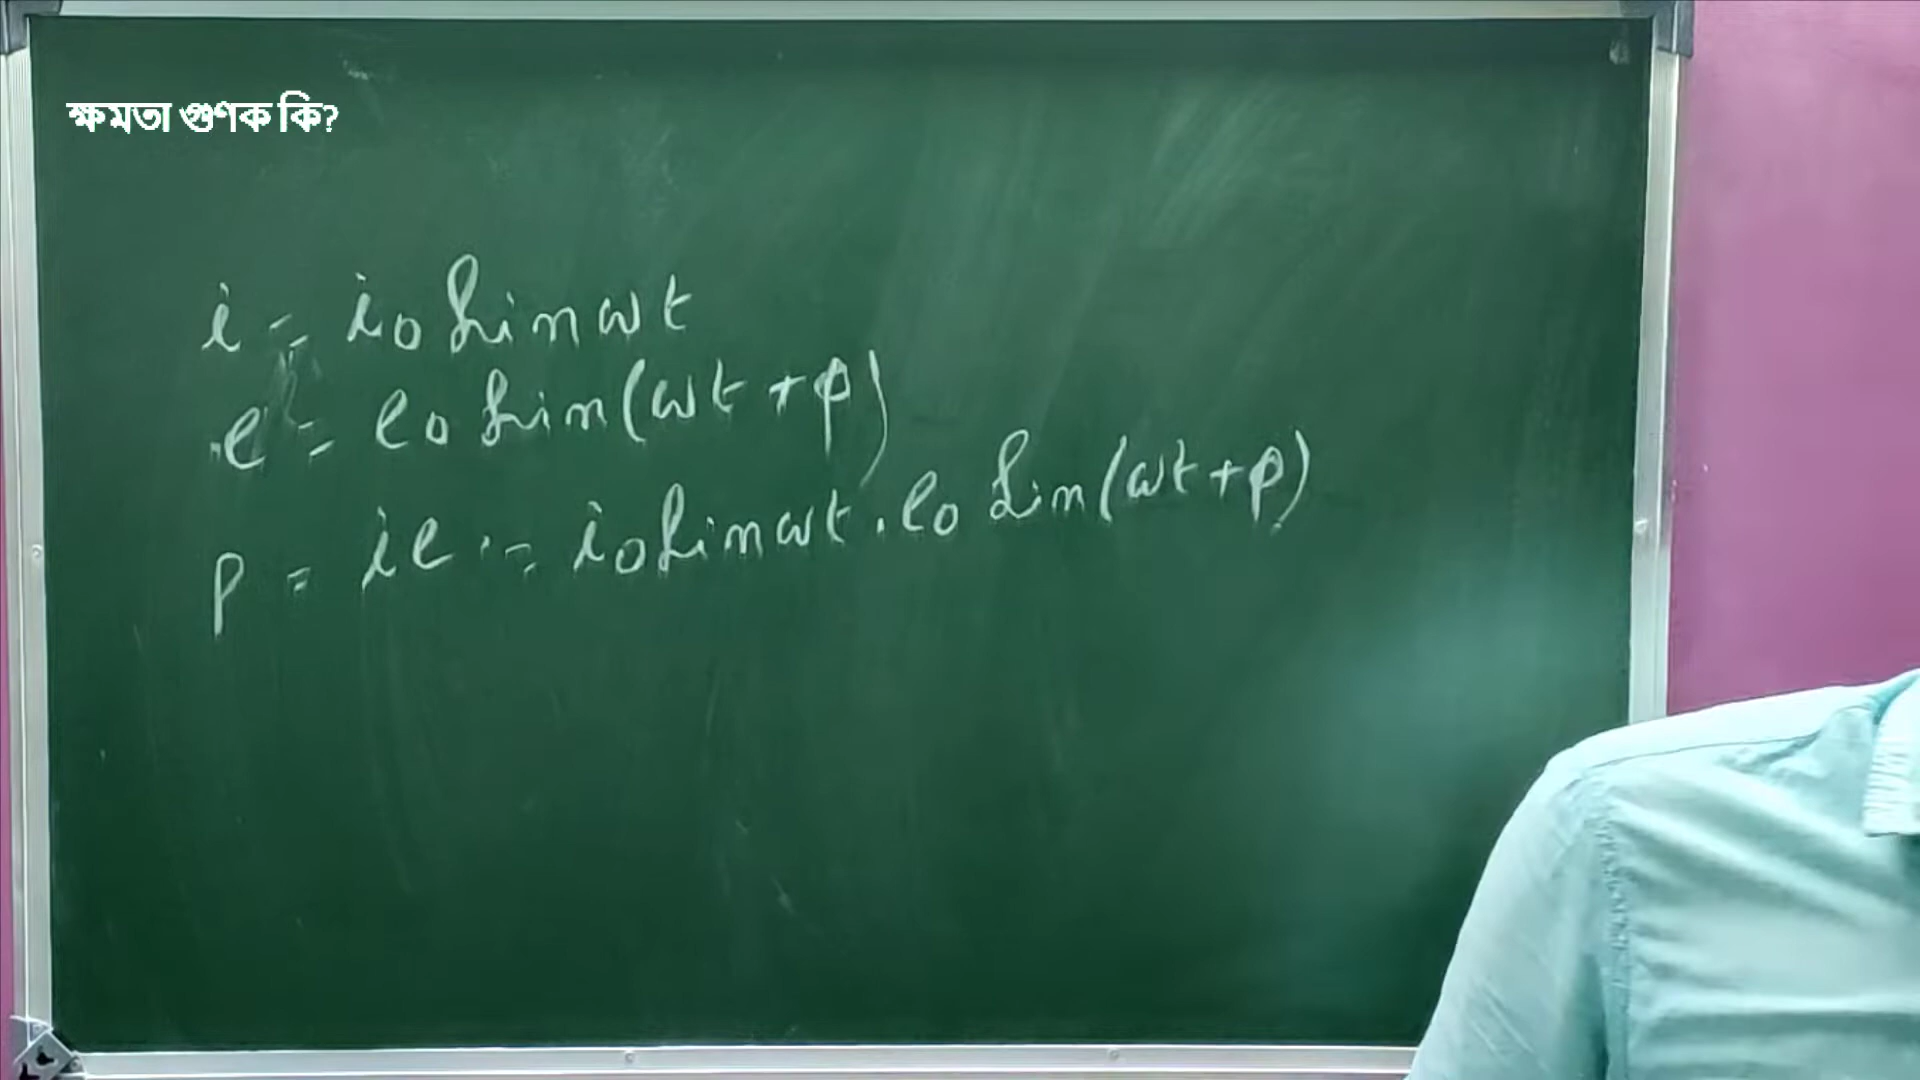 ক্ষমতা গুণক কি?
i = i₀ sin ωt
e = e₀ sin(ωt + φ)
p = ie = i₀ sin ωt . e₀ sin(ωt + φ)